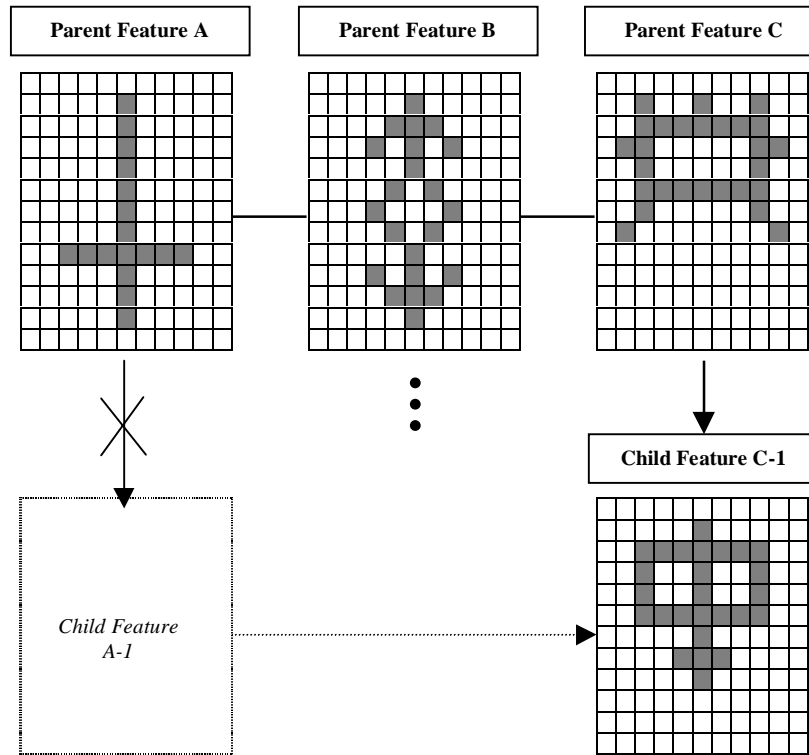 Parent Feature A
Parent Feature B
Parent Feature C
Child Feature C-1
Child Feature
A-1